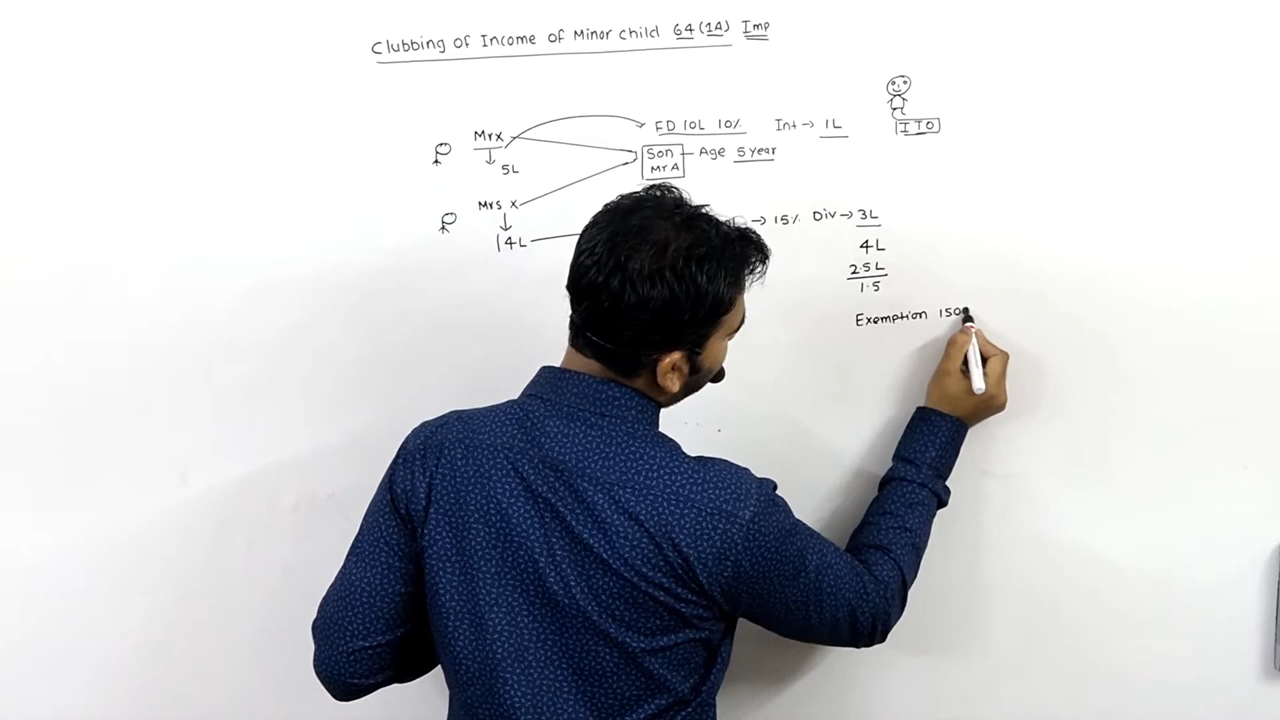 Clubbing of Income of Minor Child 64(1A) Imp
FD 10L 10% Int → 1L
ITO
Mr X
Son — Age 5 year
Mr A
5L
Mrs X
→ 15% Div → 3L
14L
4L
2.5L
1.5
Exemption 150